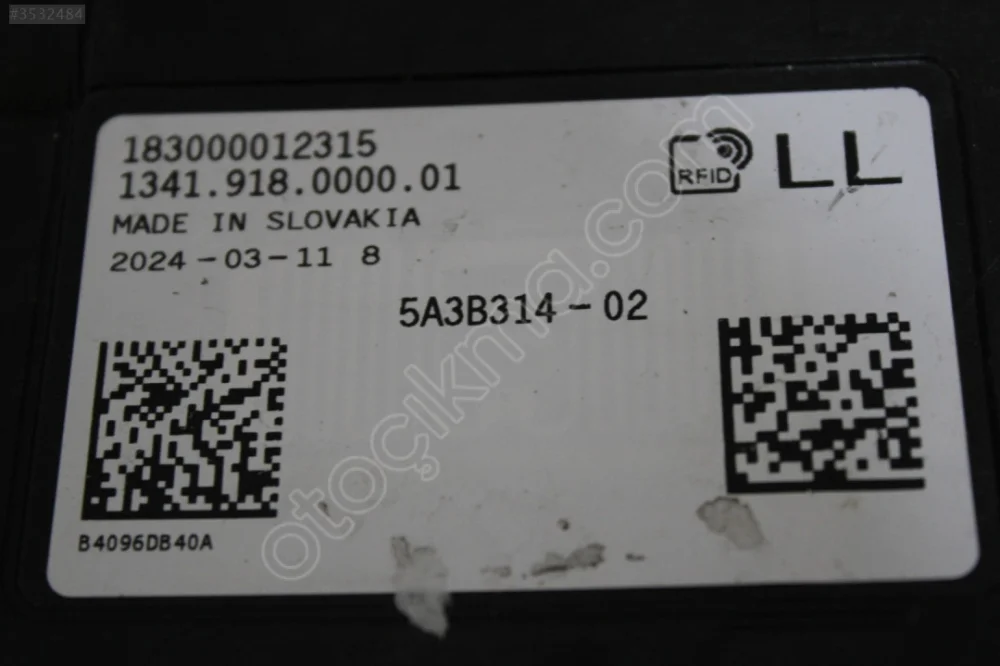 #3532484
183000012315
1341.918.0000.01
MADE IN SLOVAKIA
2024-03-11 8
RFID
LL
5A3B314-02
B4096DB40A
otoçıkma.com